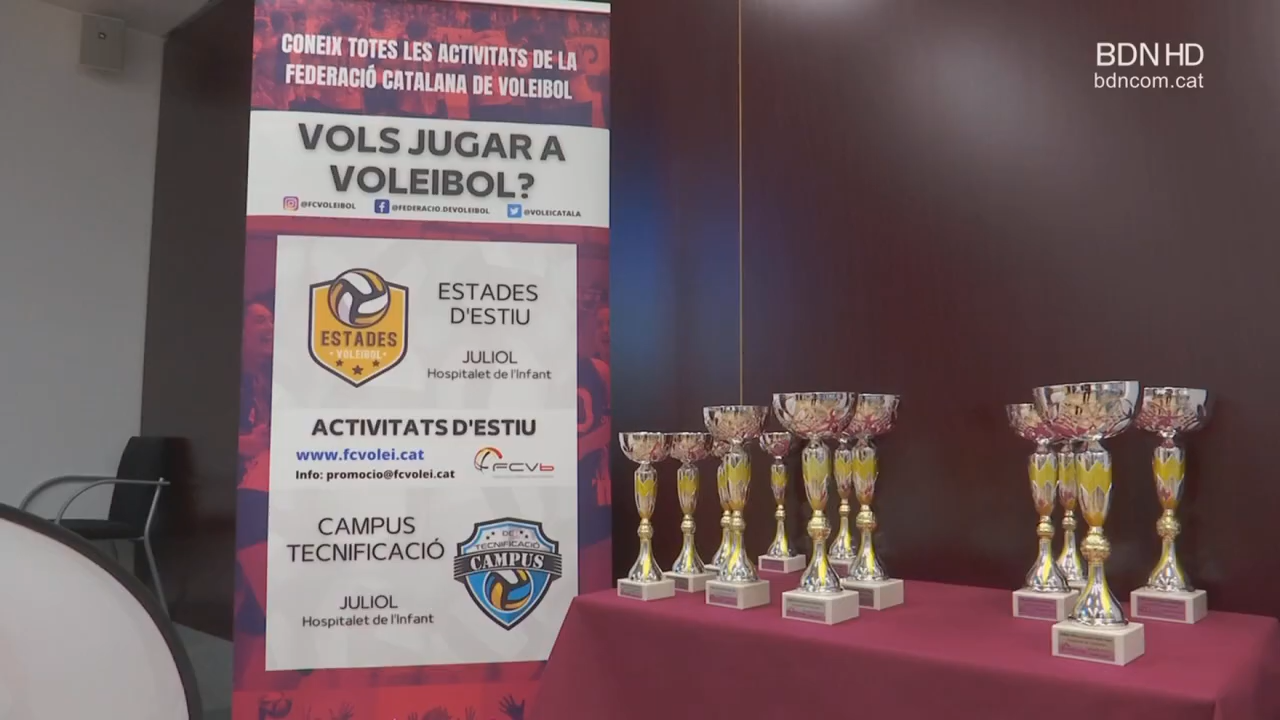 BDN HD
bdncom.cat
CONEIX TOTES LES ACTIVITATS DE LA
FEDERACIÓ CATALANA DE VOLEIBOL
VOLS JUGAR A
VOLEIBOL?
@FCVOLEIBOL
@FEDERACIO.DEVOLEIBOL
@VOLEICATALA
ESTADES
VOLEIBOL
ESTADES
D'ESTIU
JULIOL
Hospitalet de l'Infant
ACTIVITATS D'ESTIU
www.fcvolei.cat
Info: promocio@fcvolei.cat
FCVb
CAMPUS
TECNIFICACIÓ
JULIOL
Hospitalet de l'Infant
DE
TECNIFICACIÓ
CAMPUS